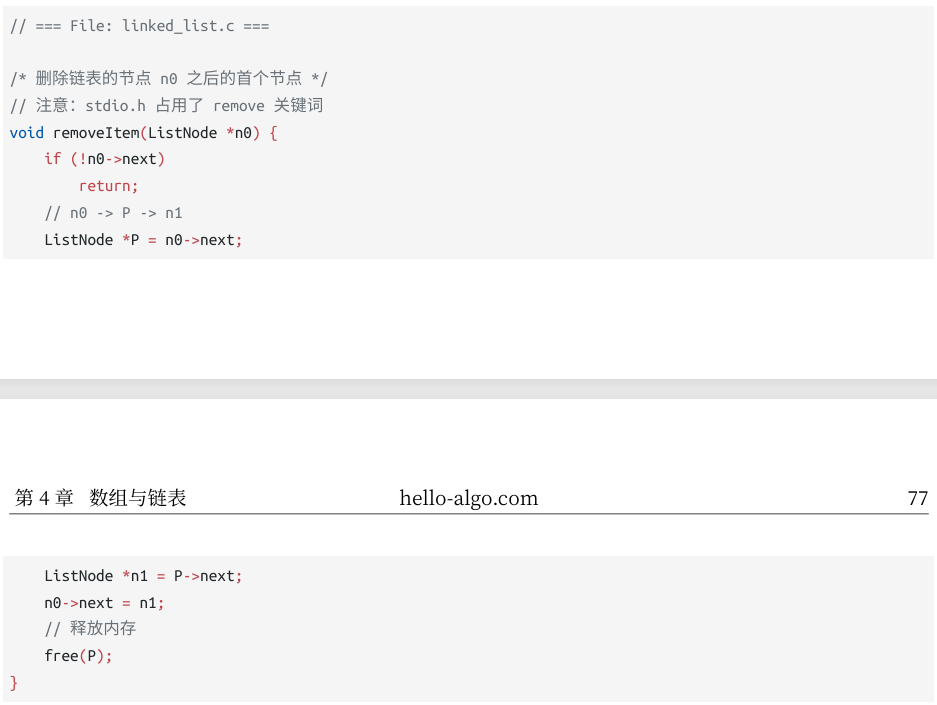 // === File: linked_list.c ===
/* 删除链表的节点 n0 之后的首个节点 */
// 注意：stdio.h 占用了 remove 关键词
void removeItem(ListNode *n0) {
    if (!n0->next)
        return;
    // n0 -> P -> n1
    ListNode *P = n0->next;
第 4 章 数组与链表 hello-algo.com 77
    ListNode *n1 = P->next;
    n0->next = n1;
    // 释放内存
    free(P);
}